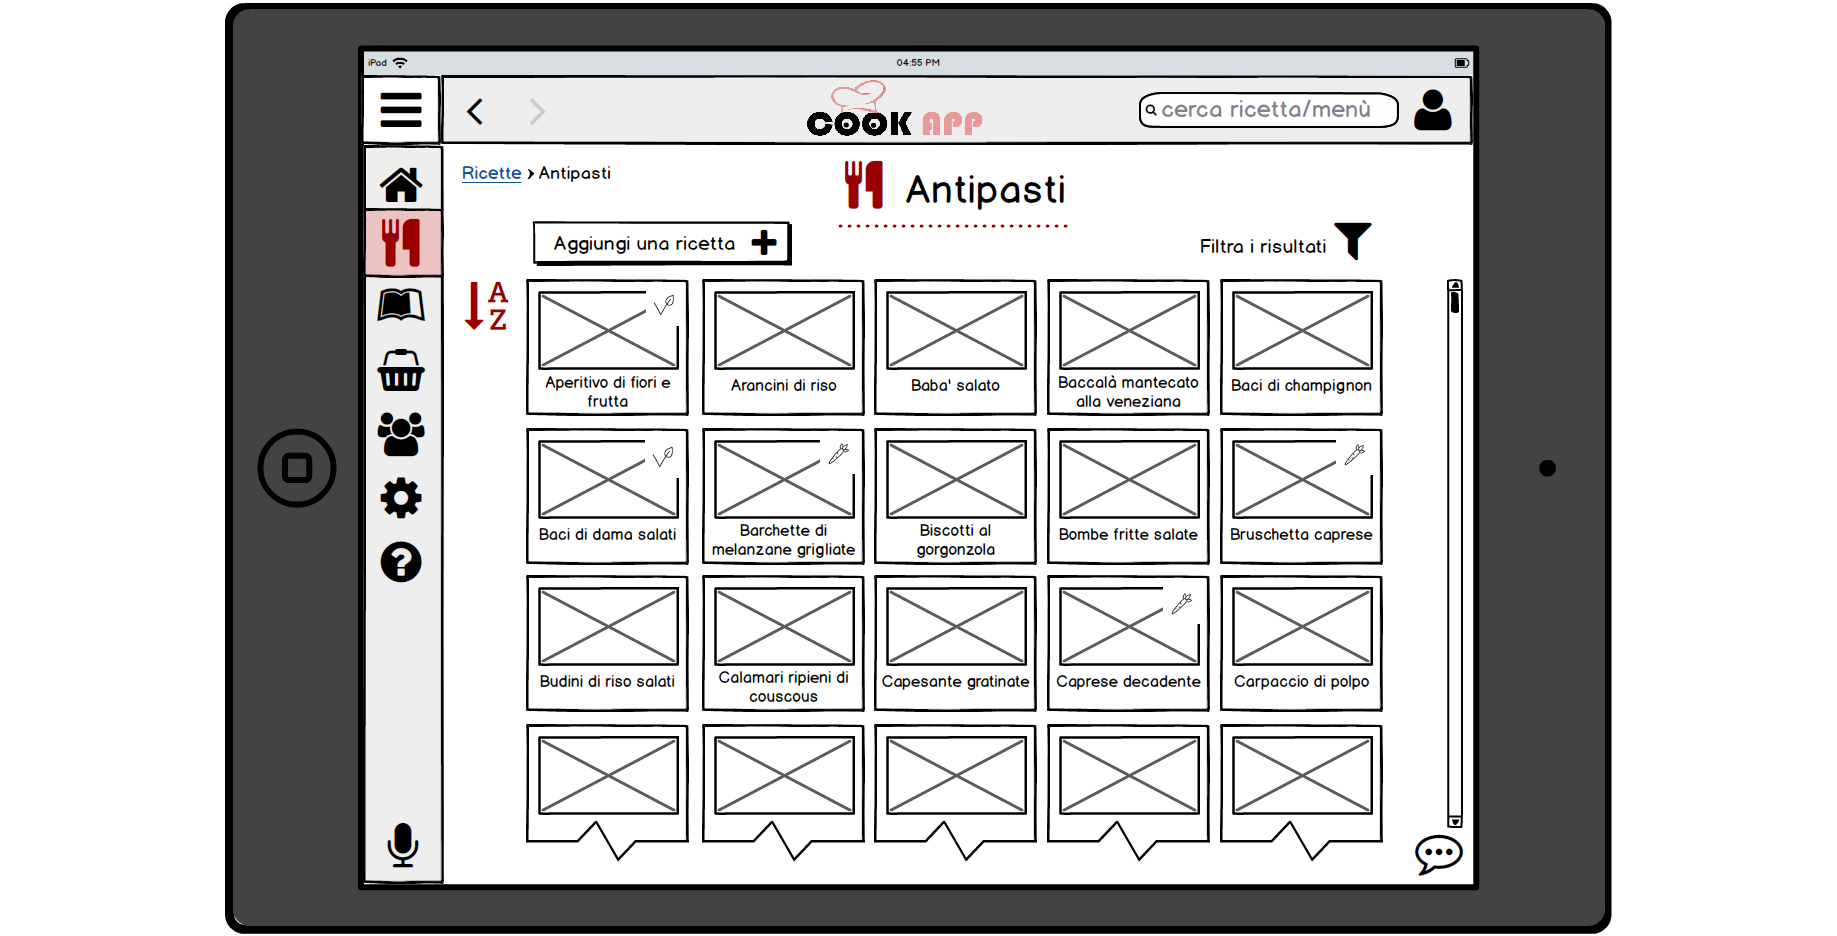 iPad
04:55 PM
COOK APP
cerca ricetta/menù
Ricette › Antipasti
Antipasti
Aggiungi una ricetta
Filtra i risultati
A
Z
Aperitivo di fiori e
frutta
Arancini di riso
Baba' salato
Baccalà mantecato
alla veneziana
Baci di champignon
Baci di dama salati
Barchette di
melanzane grigliate
Biscotti al
gorgonzola
Bombe fritte salate
Bruschetta caprese
Budini di riso salati
Calamari ripieni di
couscous
Capesante gratinate
Caprese decadente
Carpaccio di polpo